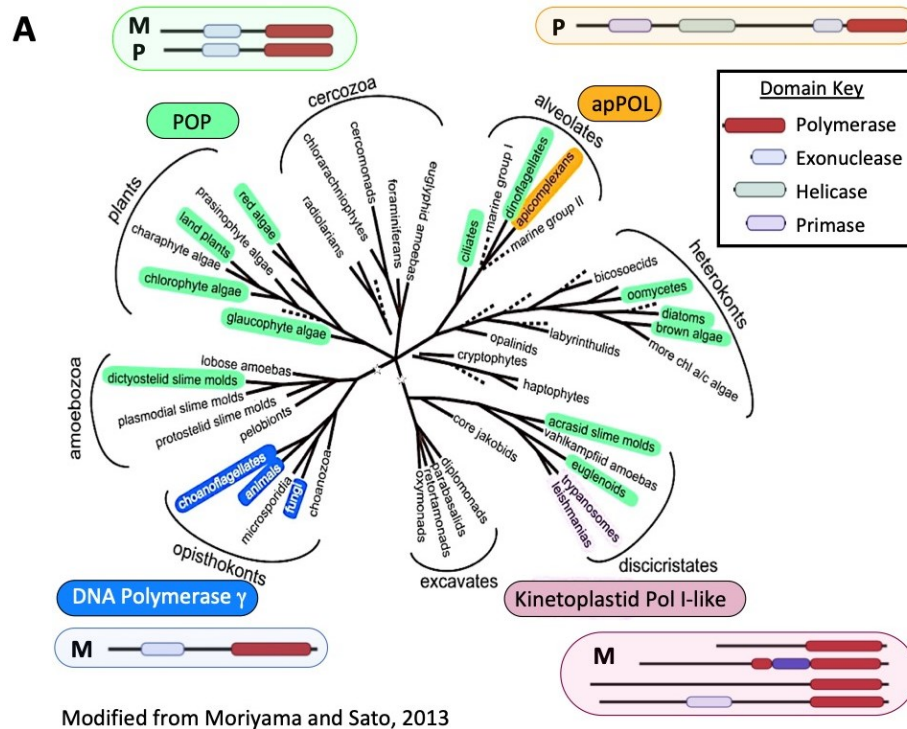 A
M
P
P
POP
apPOL
Domain Key
Polymerase
Exonuclease
Helicase
Primase
cercozoa
radiolarians
chlorarachniophytes
cercomonads
foraminiferans
euglyphid amoebas
alveolates
ciliates
marine group I
dinoflagellates
apicomplexans
marine group II
plants
red algae
prasinophyte algae
land plants
charaphyte algae
chlorophyte algae
glaucophyte algae
heterokonts
bicosoecids
oomycetes
diatoms
brown algae
more chl a/c algae
labyrinthulids
opalinids
cryptophytes
haptophytes
amoebozoa
lobose amoebas
dictyostelid slime molds
plasmodial slime molds
protostelid slime molds
pelobionts
opisthokonts
choanoflagellates
animals
microsporidia
fungi
choanozoa
excavates
oxymonads
retortamonads
parabasalids
diplomonads
core jakobids
discicristates
acrasid slime molds
vahlkampfiid amoebas
euglenoids
trypanosomes
leishmanias
DNA Polymerase γ
M
Kinetoplastid Pol I-like
M
Modified from Moriyama and Sato, 2013